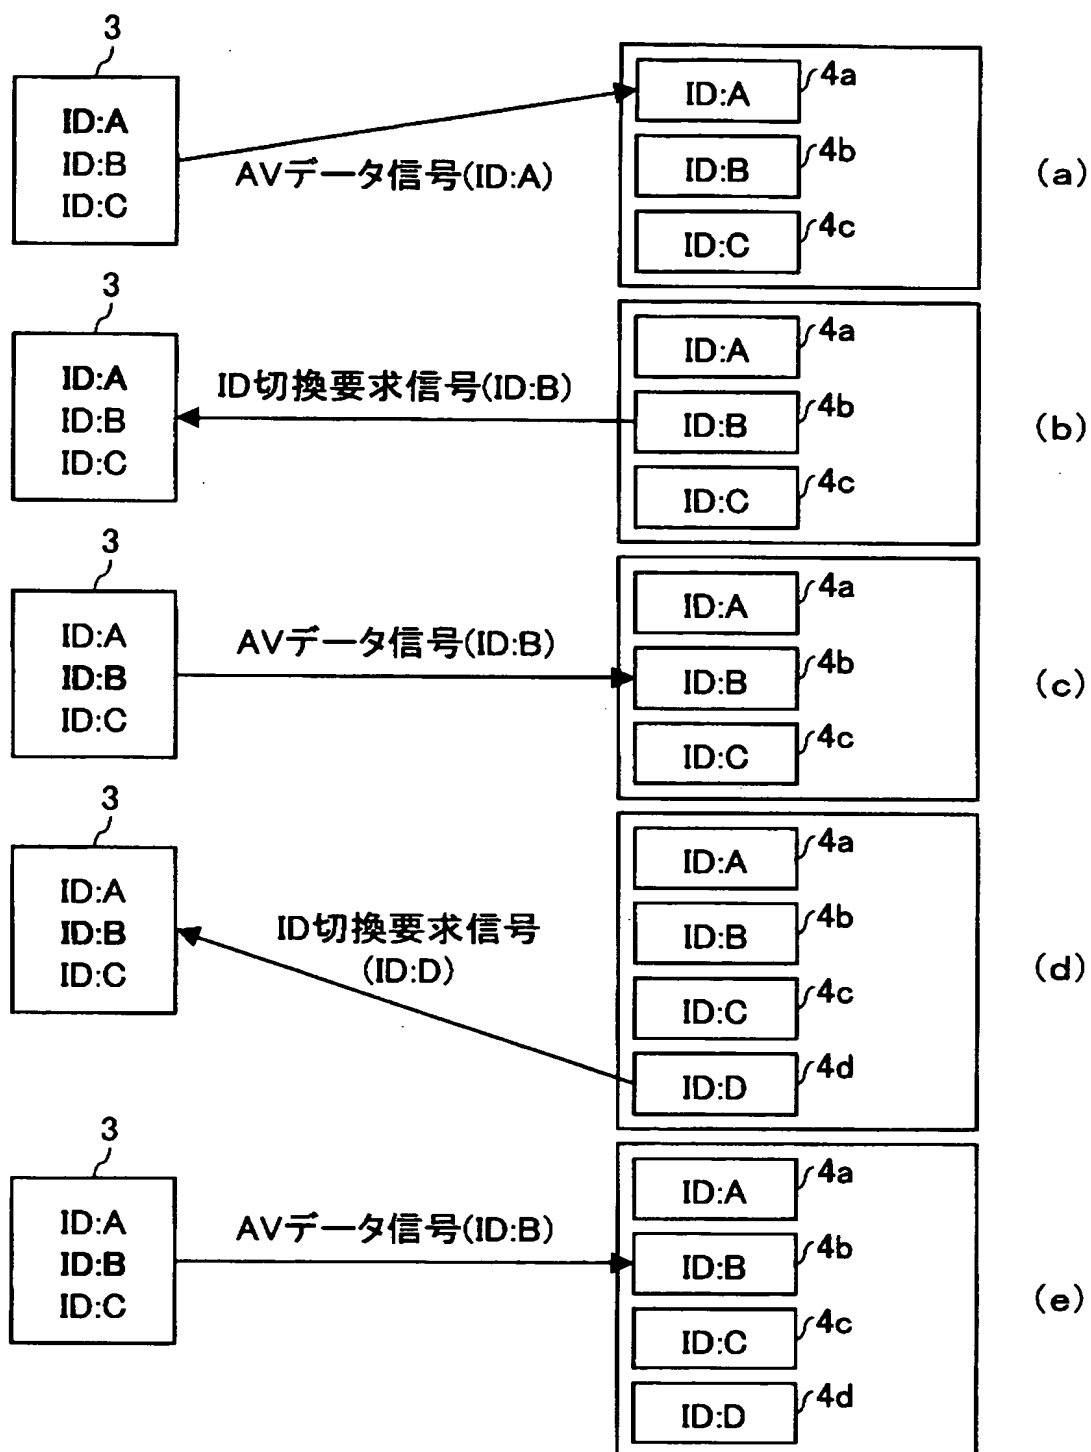 3
ID:A
ID:B
ID:C
AVデータ信号(ID:A)
ID:A
4a
ID:B
4b
ID:C
4c
(a)
3
ID:A
ID:B
ID:C
ID切換要求信号(ID:B)
ID:A
4a
ID:B
4b
ID:C
4c
(b)
3
ID:A
ID:B
ID:C
AVデータ信号(ID:B)
ID:A
4a
ID:B
4b
ID:C
4c
(c)
3
ID:A
ID:B
ID:C
ID切換要求信号
(ID:D)
ID:A
4a
ID:B
4b
ID:C
4c
ID:D
4d
(d)
3
ID:A
ID:B
ID:C
AVデータ信号(ID:B)
ID:A
4a
ID:B
4b
ID:C
4c
ID:D
4d
(e)